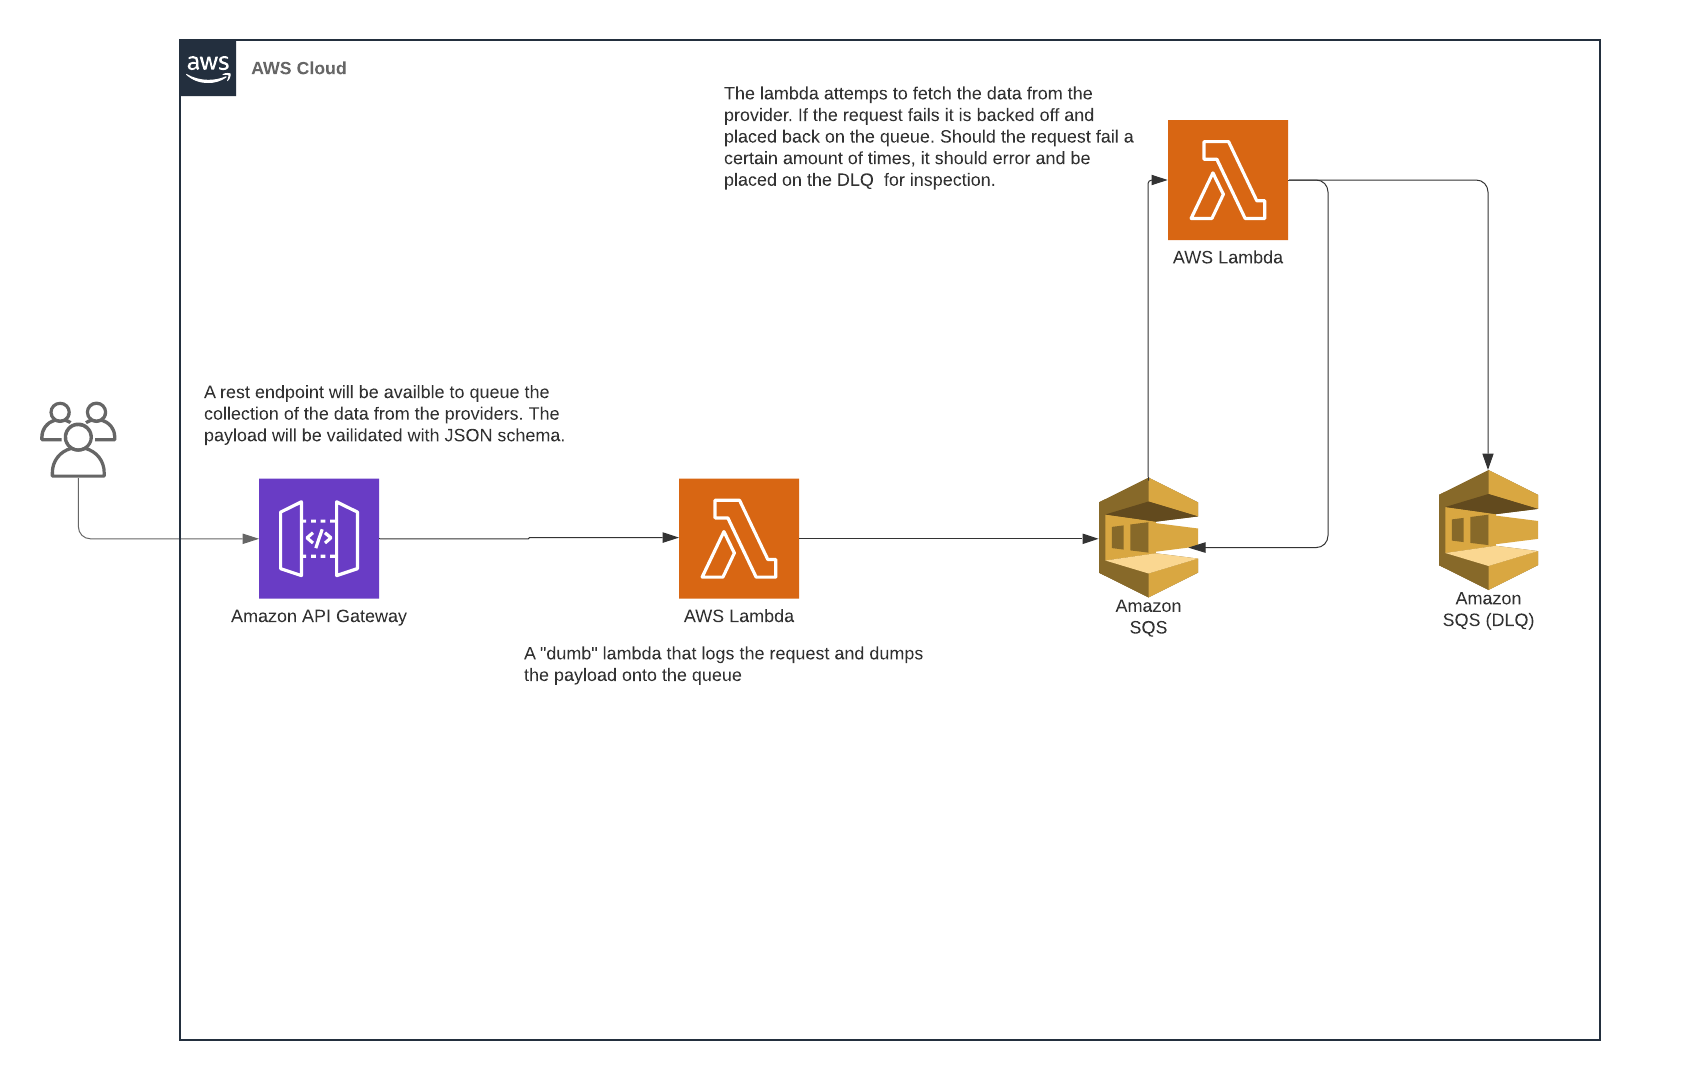 aws
AWS Cloud
The lambda attemps to fetch the data from the
provider. If the request fails it is backed off and
placed back on the queue. Should the request fail a
certain amount of times, it should error and be
placed on the DLQ  for inspection.
AWS Lambda
A rest endpoint will be availble to queue the
collection of the data from the providers. The
payload will be vailidated with JSON schema.
</>
Amazon API Gateway
AWS Lambda
A "dumb" lambda that logs the request and dumps
the payload onto the queue
Amazon
SQS
Amazon
SQS (DLQ)